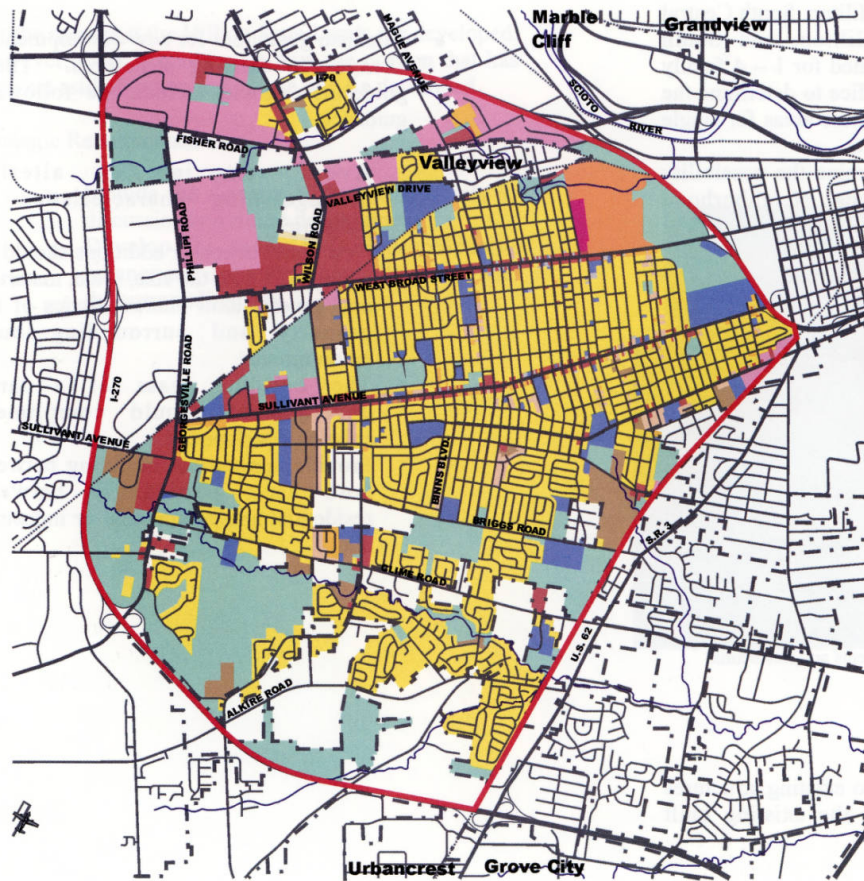 Marble
Cliff
Grandview
HAGUE AVENUE
I-70
SCIOTO
RIVER
FISHER ROAD
Valleyview
VALLEYVIEW DRIVE
PHILLIPI ROAD
WILSON ROAD
WEST BROAD STREET
I-270
GEORGESVILLE ROAD
SULLIVANT AVENUE
SULLIVANT AVENUE
BINNS BLVD.
BRIGGS ROAD
S.R. 3
CLIME ROAD
U.S. 62
ALKIRE ROAD
Urbancrest
Grove City